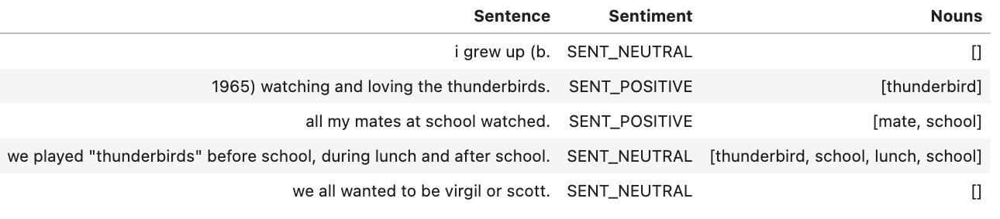 Sentence Sentiment Nouns
i grew up (b. SENT_NEUTRAL []
1965) watching and loving the thunderbirds. SENT_POSITIVE [thunderbird]
all my mates at school watched. SENT_POSITIVE [mate, school]
we played "thunderbirds" before school, during lunch and after school. SENT_NEUTRAL [thunderbird, school, lunch, school]
we all wanted to be virgil or scott. SENT_NEUTRAL []